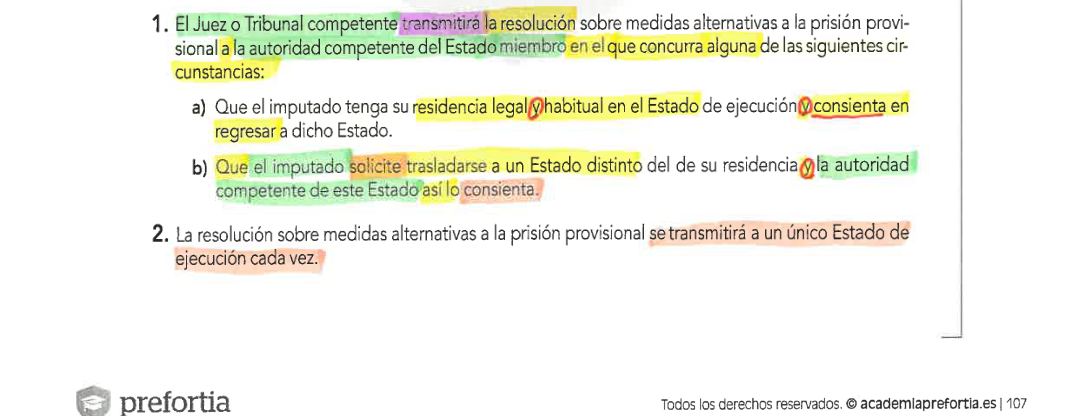 1. El Juez o Tribunal competente transmitirá la resolución sobre medidas alternativas a la prisión provi-
sional a la autoridad competente del Estado miembro en el que concurra alguna de las siguientes cir-
cunstancias:
a) Que el imputado tenga su residencia legal y habitual en el Estado de ejecución y consienta en
regresar a dicho Estado.
b) Que el imputado solicite trasladarse a un Estado distinto del de su residencia y la autoridad
competente de este Estado así lo consienta.
2. La resolución sobre medidas alternativas a la prisión provisional se transmitirá a un único Estado de
ejecución cada vez.
prefortia
Todos los derechos reservados. © academiaprefortia.es | 107